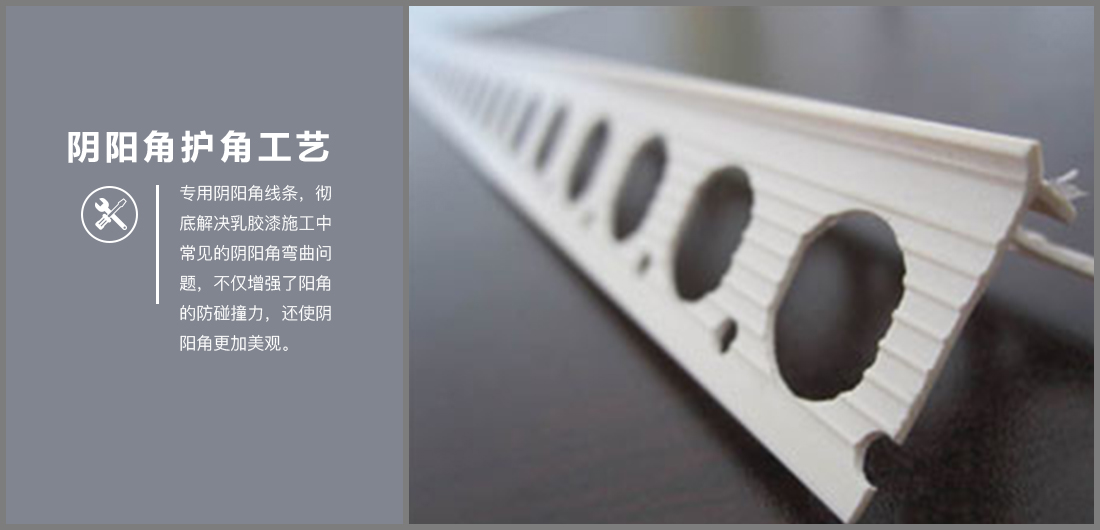 阴阳角护角工艺
专用阴阳角线条，彻
底解决乳胶漆施工中
常见的阴阳角弯曲问
题，不仅增强了阳角
的防碰撞力，还使阴
阳角更加美观。